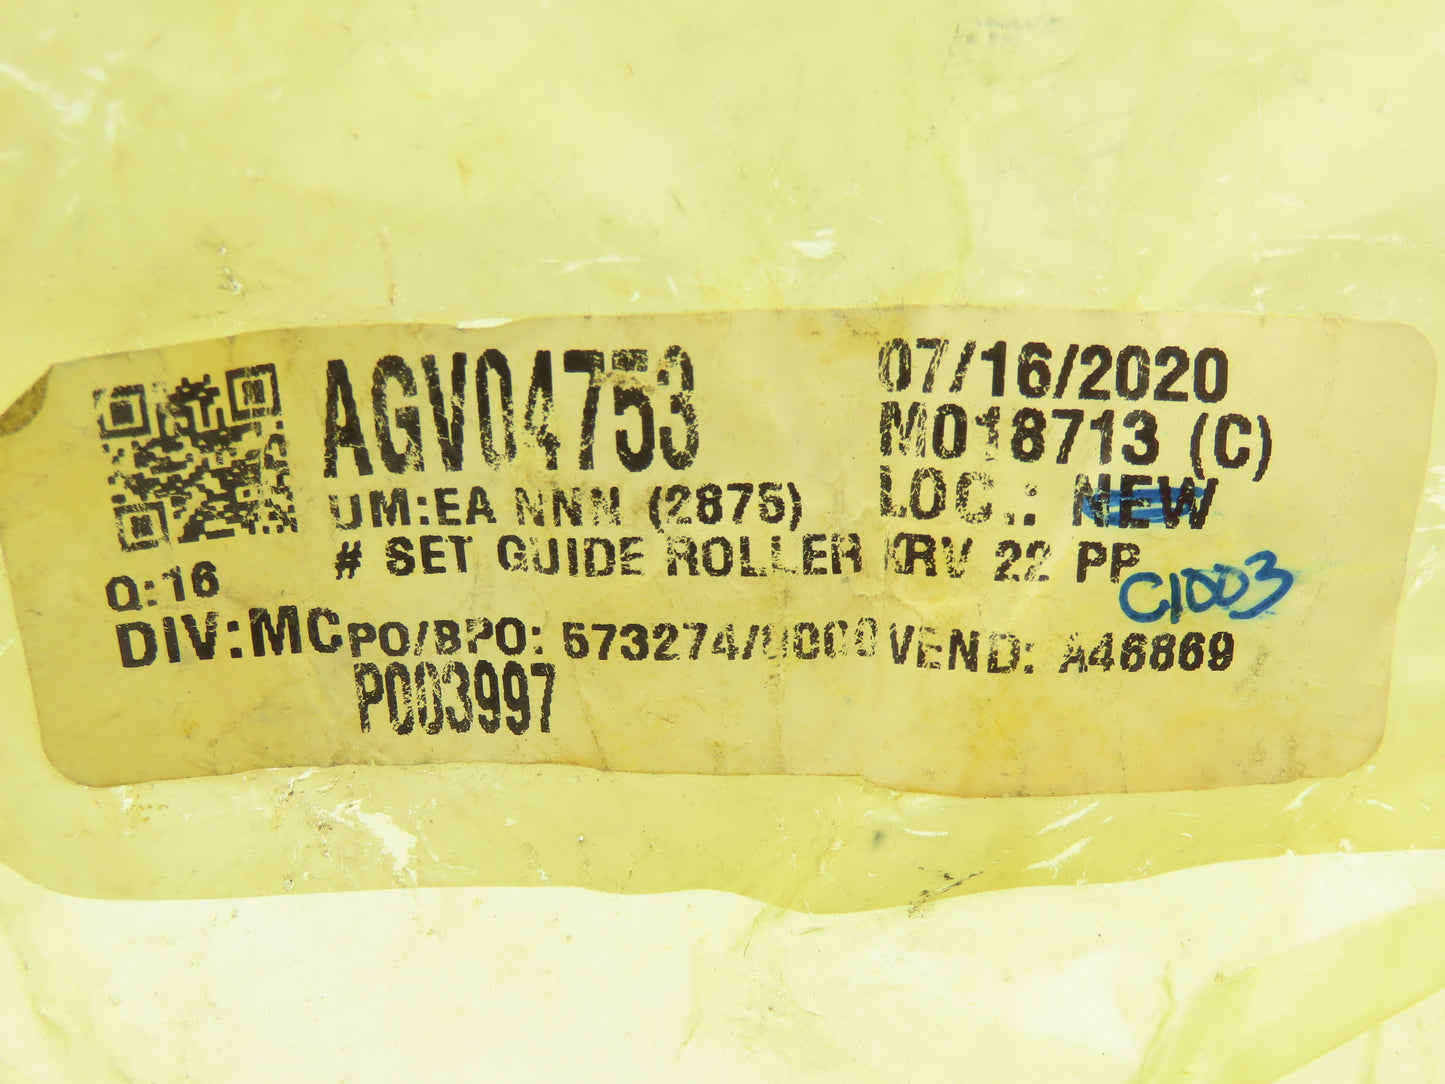 AGV04753
07/16/2020
M018713 (C)
UM:EA NNN (2875)
LOC.: NEW
# SET GUIDE ROLLER KRV 22 PP
C1003
Q:16
DIV:MC PO/BPO: 573274/0000 VEND: A46869
P003997